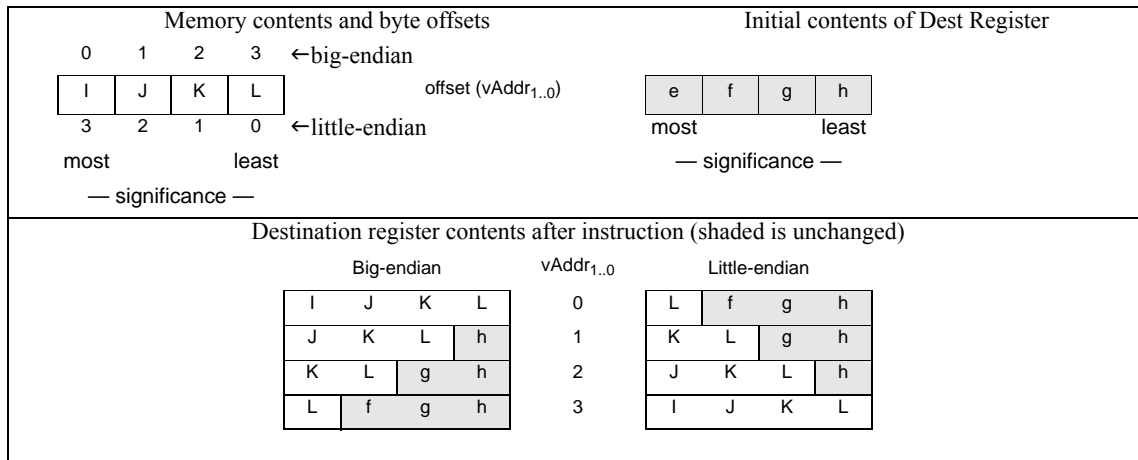 Memory contents and byte offsets
Initial contents of Dest Register
0 1 2 3 ←big-endian
I J K L
offset (vAddr1..0)
e f g h
3 2 1 0 ←little-endian
most least
most least
— significance —
— significance —
Destination register contents after instruction (shaded is unchanged)
Big-endian vAddr1..0 Little-endian
I J K L 0 L f g h
J K L h 1 K L g h
K L g h 2 J K L h
L f g h 3 I J K L